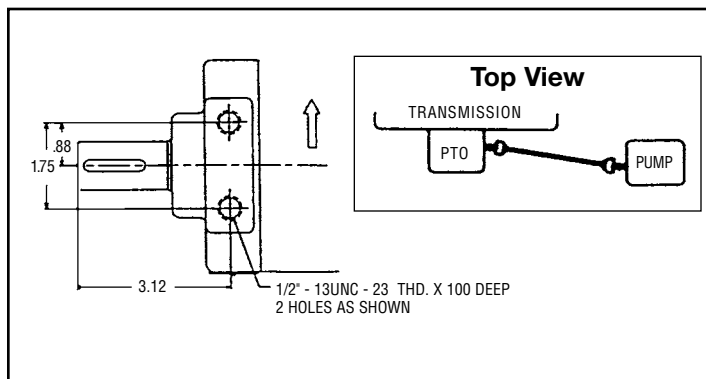 Top View
TRANSMISSION
PTO
PUMP
.88
1.75
3.12
1/2" - 13UNC - 23 THD. X 100 DEEP
2 HOLES AS SHOWN